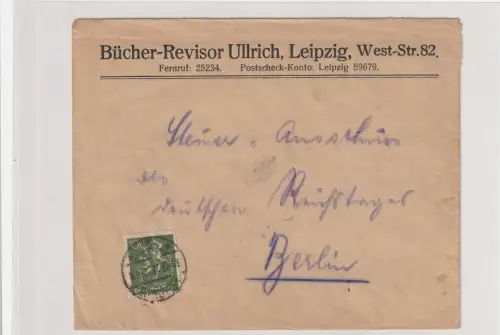 Bücher-Revisor Ullrich, Leipzig, West-Str.82.
Fernruf: 25234. Postscheck-Konto: Leipzig 59679.
Steuer-Ausschuss
des
deutschen Reichstages
Berlin